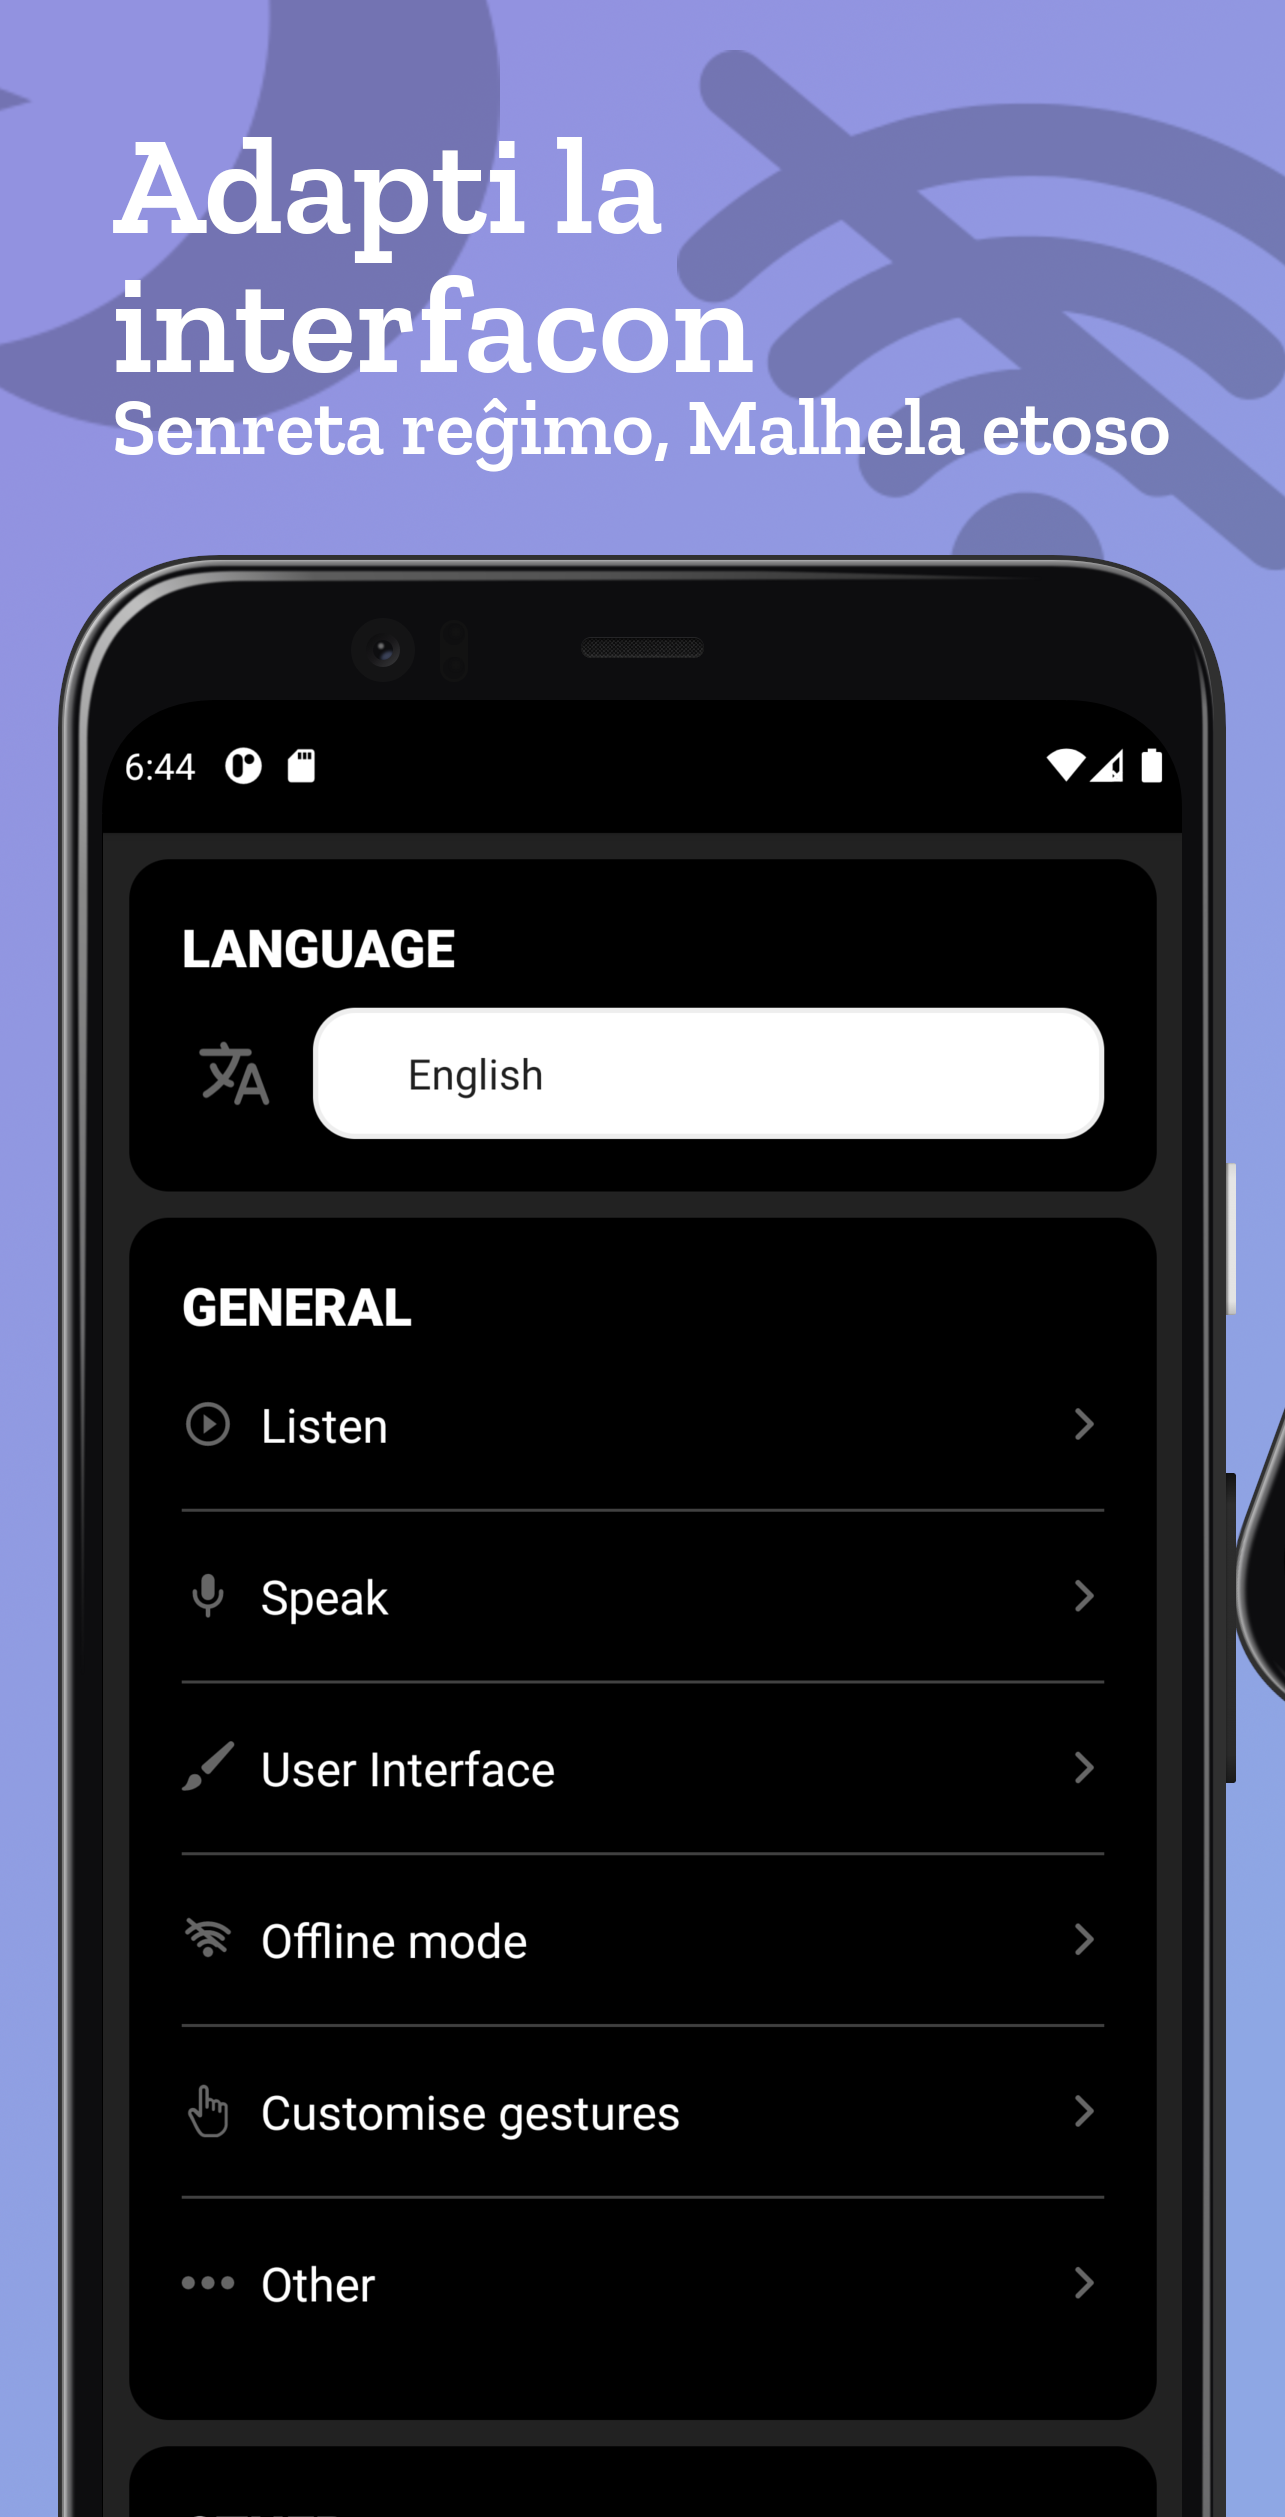 Adapti la
interfacon
Senreta reĝimo, Malhela etoso
6:44
LANGUAGE
English
GENERAL
Listen
Speak
User Interface
Offline mode
Customise gestures
Other